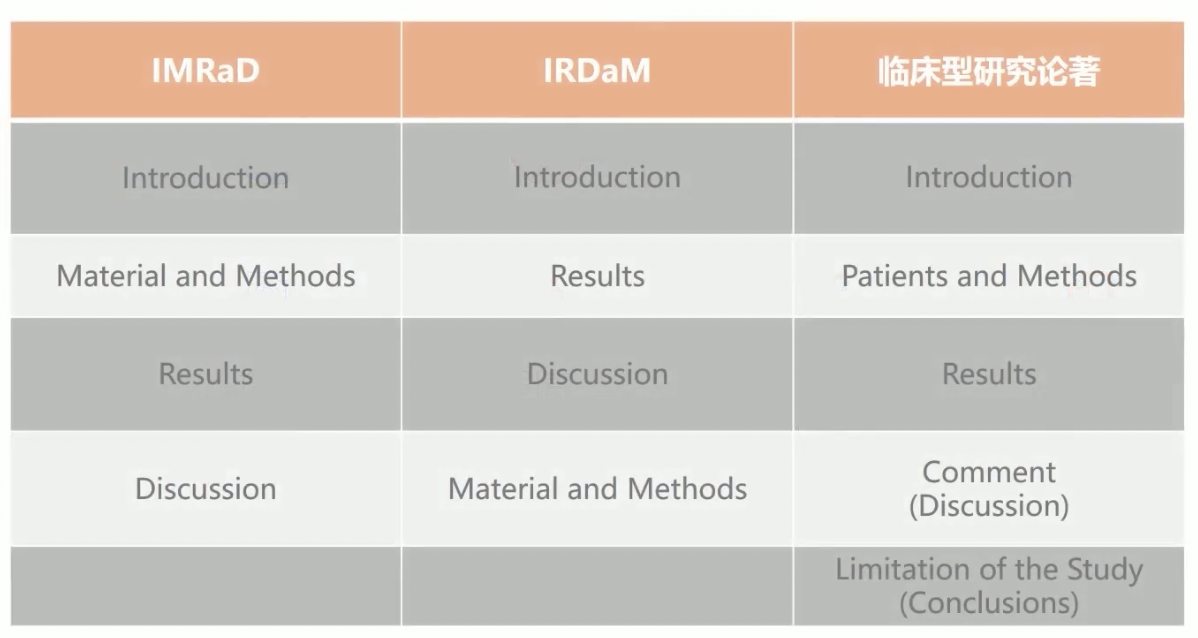 IMRaD IRDaM 临床型研究论著
Introduction Introduction Introduction
Material and Methods Results Patients and Methods
Results Discussion Results
Discussion Material and Methods Comment
(Discussion)
Limitation of the Study
(Conclusions)